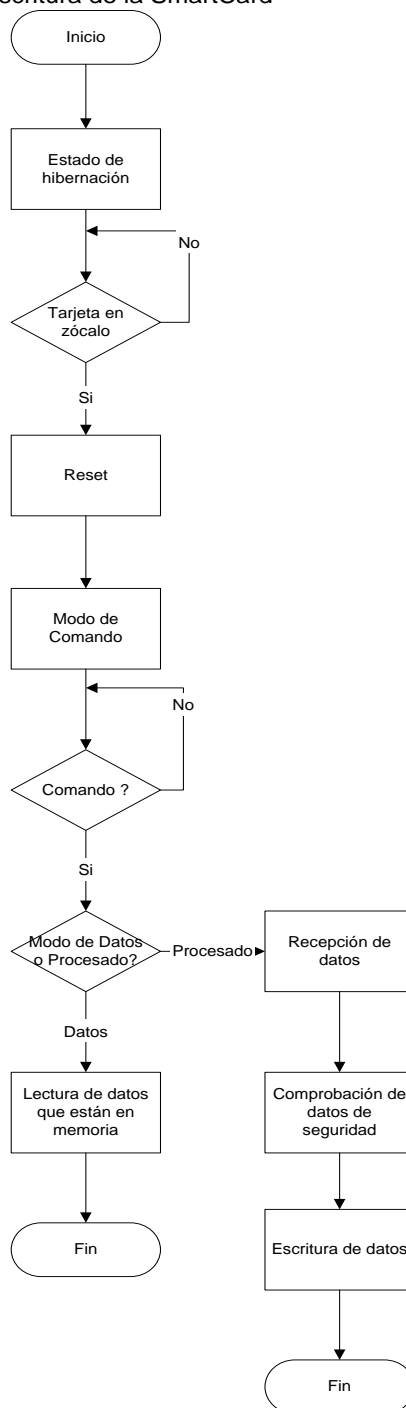 de la SmartCard
Inicio
Estado de
hibernación
No
Tarjeta en
zócalo
Si
Reset
Modo de
Comando
No
Comando ?
Si
Modo de Datos
o Procesado?
Procesado
Recepción de
datos
Datos
Lectura de datos
que están en
memoria
Comprobación de
datos de
seguridad
Fin
Escritura de datos
Fin